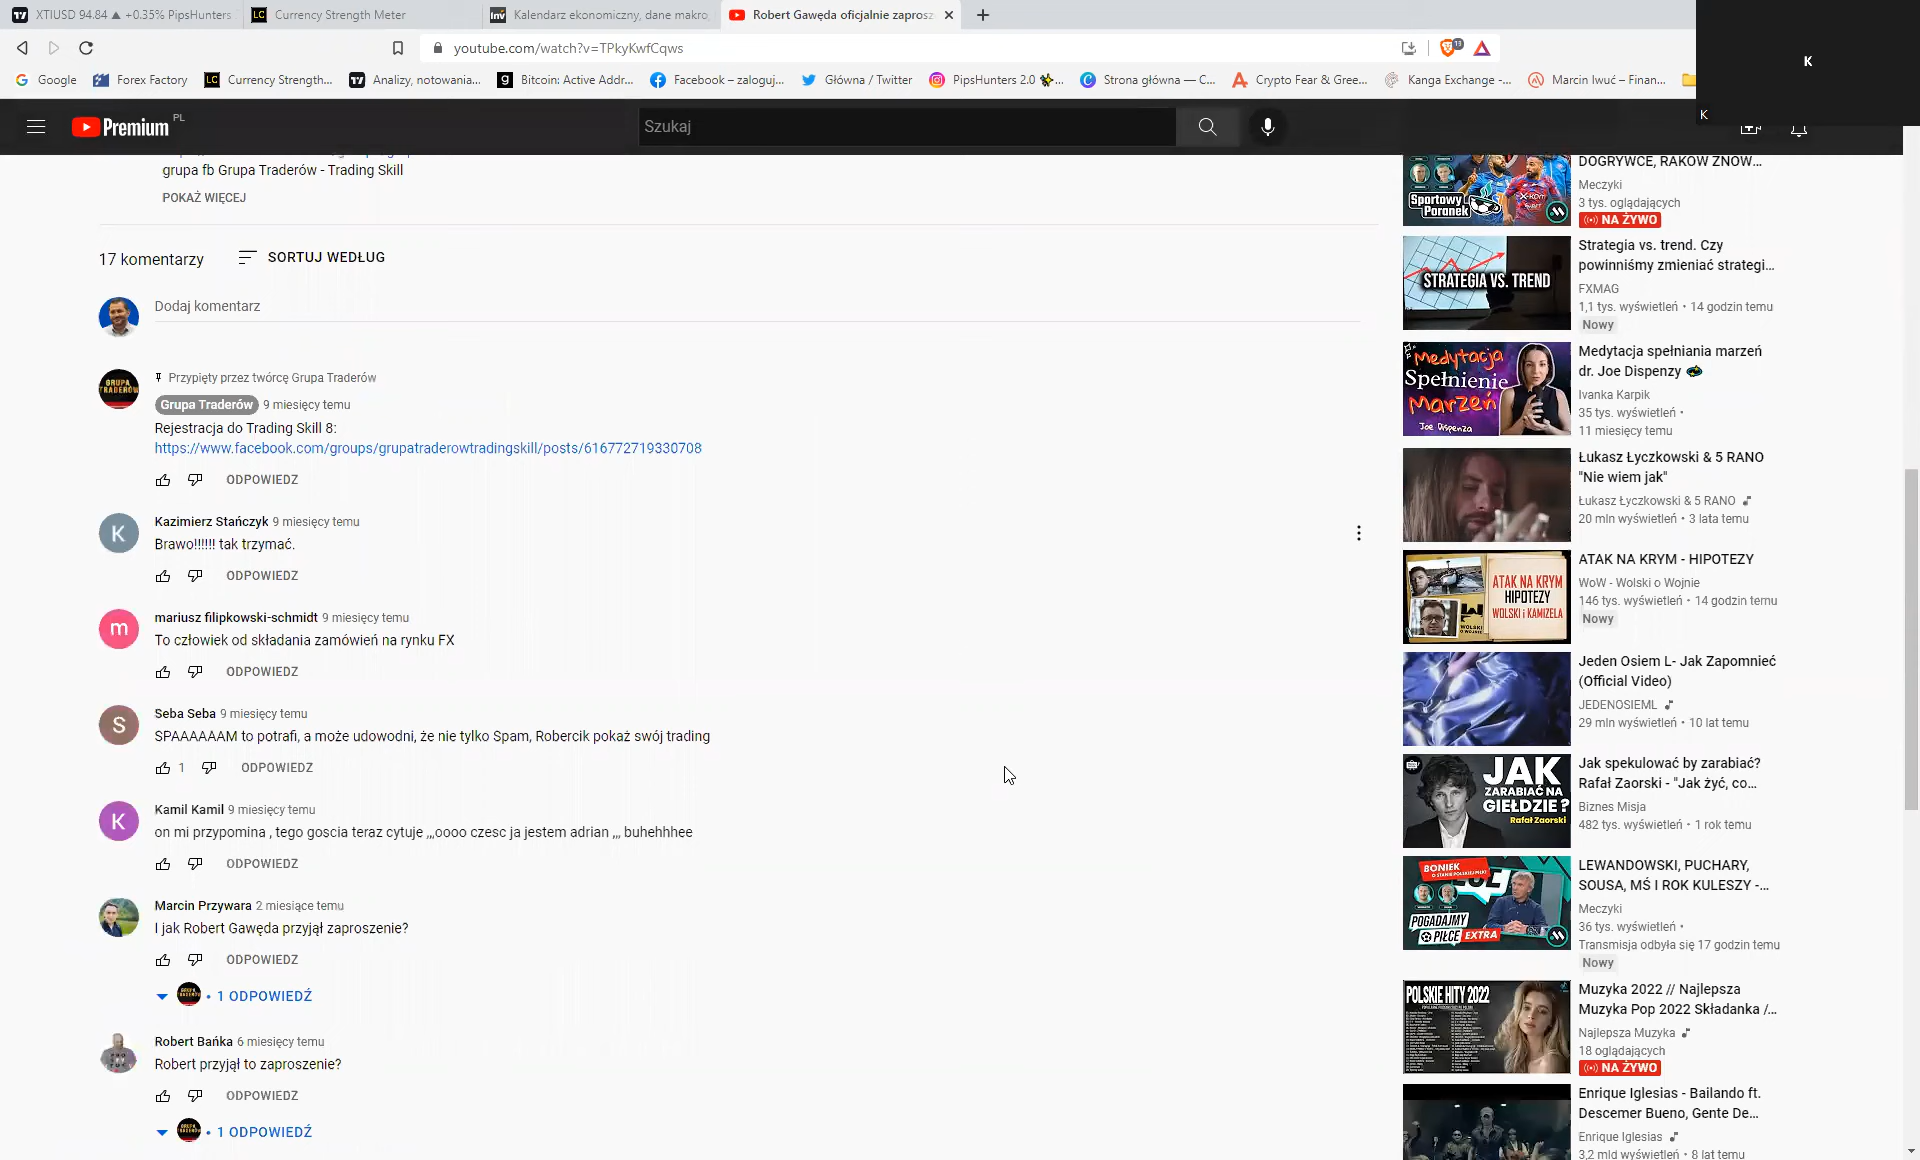 XTIUSD 94.84 ▲ +0.35% PipsHunters
Currency Strength Meter
Kalendarz ekonomiczny, dane makro,
Robert Gawęda oficjalnie zaprosz
youtube.com/watch?v=TPkyKwfCqws
13
Google
Forex Factory
Currency Strength...
Analizy, notowania...
Bitcoin: Active Addr...
Facebook – zaloguj...
Główna / Twitter
PipsHunters 2.0
Strona główna — C...
Crypto Fear & Gree...
Kanga Exchange -...
Marcin Iwuć – Finan...
K
K
Premium PL
Szukaj
grupa fb Grupa Traderów - Trading Skill
POKAŻ WIĘCEJ
17 komentarzy
SORTUJ WEDŁUG
Dodaj komentarz
Przypięty przez twórcę Grupa Traderów
Grupa Traderów 9 miesięcy temu
Rejestracja do Trading Skill 8:
https://www.facebook.com/groups/grupatraderowtradingskill/posts/616772719330708
ODPOWIEDZ
K
Kazimierz Stańczyk 9 miesięcy temu
Brawo!!!!!! tak trzymać.
ODPOWIEDZ
m
mariusz filipkowski-schmidt 9 miesięcy temu
To człowiek od składania zamówień na rynku FX
ODPOWIEDZ
S
Seba Seba 9 miesięcy temu
SPAAAAAAM to potrafi, a może udowodni, że nie tylko Spam, Robercik pokaż swój trading
1 ODPOWIEDZ
K
Kamil Kamil 9 miesięcy temu
on mi przypomina , tego goscia teraz cytuje ,,,oooo czesc ja jestem adrian ,,, buhehhhee
ODPOWIEDZ
Marcin Przywara 2 miesiące temu
I jak Robert Gawęda przyjął zaproszenie?
ODPOWIEDZ
• 1 ODPOWIEDŹ
Robert Bańka 6 miesięcy temu
Robert przyjął to zaproszenie?
ODPOWIEDZ
• 1 ODPOWIEDŹ
Sportowy
Poranek
DOGRYWCE, RAKÓW ZNÓW...
Meczyki
3 tys. oglądających
NA ŻYWO
STRATEGIA VS. TREND
Strategia vs. trend. Czy
powinniśmy zmieniać strategi...
FXMAG
1,1 tys. wyświetleń • 14 godzin temu
Nowy
Medytacja
Spełnienie
Marzeń
Joe Dispenza
Medytacja spełniania marzeń
dr. Joe Dispenzy
Ivanka Karpik
35 tys. wyświetleń •
11 miesięcy temu
Łukasz Łyczkowski & 5 RANO
"Nie wiem jak"
Łukasz Łyczkowski & 5 RANO
20 mln wyświetleń • 3 lata temu
ATAK NA KRYM
HIPOTEZY
WOLSKI i KAMIZELA
ATAK NA KRYM - HIPOTEZY
WoW - Wolski o Wojnie
146 tys. wyświetleń • 14 godzin temu
Nowy
Jeden Osiem L- Jak Zapomnieć
(Official Video)
JEDENOSIEML
29 mln wyświetleń • 10 lat temu
JAK
ZARABIAĆ NA
GIEŁDZIE?
Rafał Zaorski
Jak spekulować by zarabiać?
Rafał Zaorski - "Jak żyć, co...
Biznes Misja
482 tys. wyświetleń • 1 rok temu
BONIEK
POGADAJMY
O PIŁCE EXTRA
LEWANDOWSKI, PUCHARY,
SOUSA, MŚ I ROK KULESZY -...
Meczyki
36 tys. wyświetleń •
Transmisja odbyła się 17 godzin temu
Nowy
POLSKIE HITY 2022
Muzyka 2022 // Najlepsza
Muzyka Pop 2022 Składanka /...
Najlepsza Muzyka
18 oglądających
NA ŻYWO
Enrique Iglesias - Bailando ft.
Descemer Bueno, Gente De...
Enrique Iglesias
3,2 mld wyświetleń • 8 lat temu